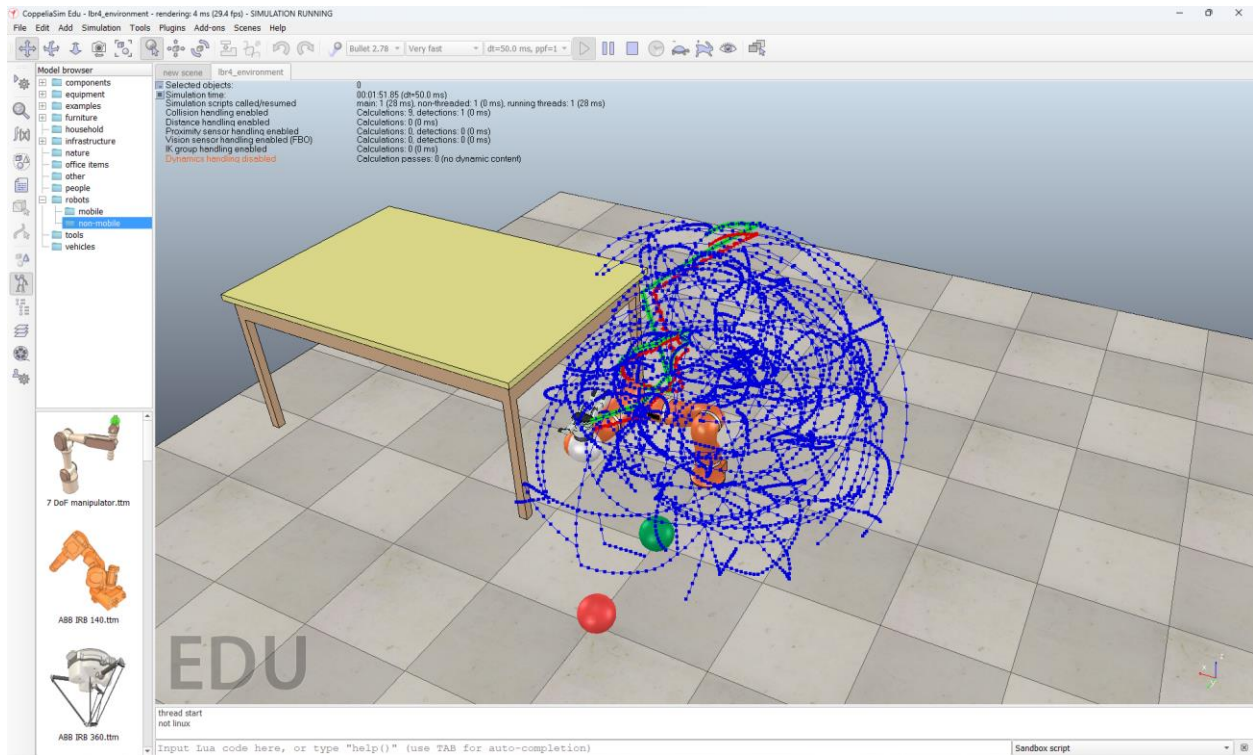 CoppeliaSim Edu - lbr4_environment - rendering: 4 ms (29.4 fps) - SIMULATION RUNNING
File Edit Add Simulation Tools Plugins Add-ons Scenes Help
Bullet 2.78 Very fast dt=50.0 ms, ppf=1
Model browser
components
equipment
examples
furniture
household
infrastructure
nature
office items
other
people
robots
mobile
non-mobile
tools
vehicles
7 DoF manipulator.ttm
ABB IRB 140.ttm
ABB IRB 360.ttm
new scene lbr4_environment
Selected objects: 0
Simulation time: 00:01:51.85 (dt=50.0 ms)
Simulation scripts called/resumed main: 1 (28 ms), non-threaded: 1 (0 ms), running threads: 1 (28 ms)
Collision handling enabled Calculations: 9, detections: 1 (0 ms)
Distance handling enabled Calculations: 0 (0 ms)
Proximity sensor handling enabled Calculations: 0, detections: 0 (0 ms)
Vision sensor handling enabled (FBO) Calculations: 0, detections: 0 (0 ms)
IK group handling enabled Calculations: 0 (0 ms)
Dynamics handling disabled Calculation passes: 0 (no dynamic content)
EDU
thread start
not linux
Input Lua code here, or type "help()" (use TAB for auto-completion)
Sandbox script